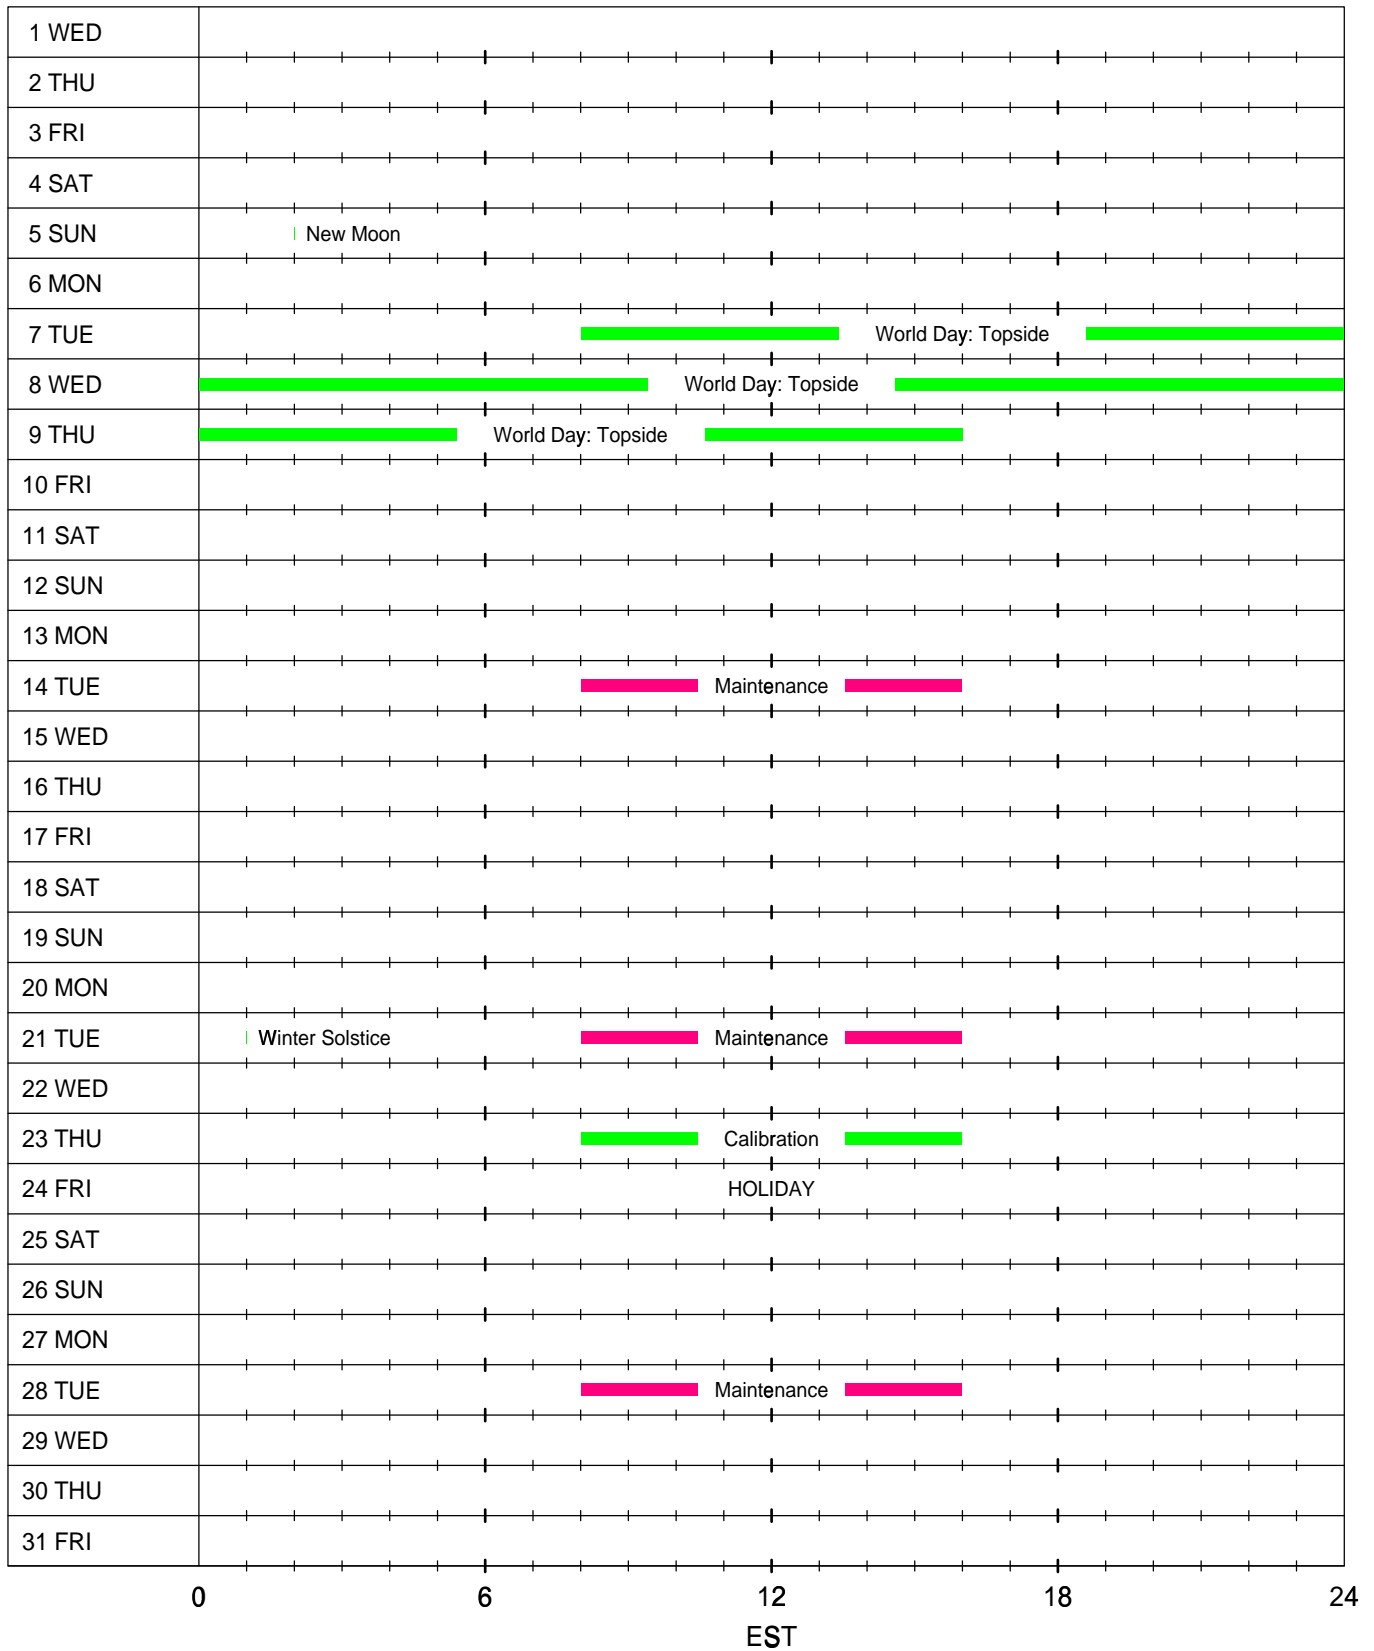 1 WED
2 THU
3 FRI
4 SAT
5 SUN New Moon
6 MON
7 TUE World Day: Topside
8 WED World Day: Topside
9 THU World Day: Topside
10 FRI
11 SAT
12 SUN
13 MON
14 TUE Maintenance
15 WED
16 THU
17 FRI
18 SAT
19 SUN
20 MON
21 TUE Winter Solstice Maintenance
22 WED
23 THU Calibration
24 FRI HOLIDAY
25 SAT
26 SUN
27 MON
28 TUE Maintenance
29 WED
30 THU
31 FRI
0 6 12 18 24
EST